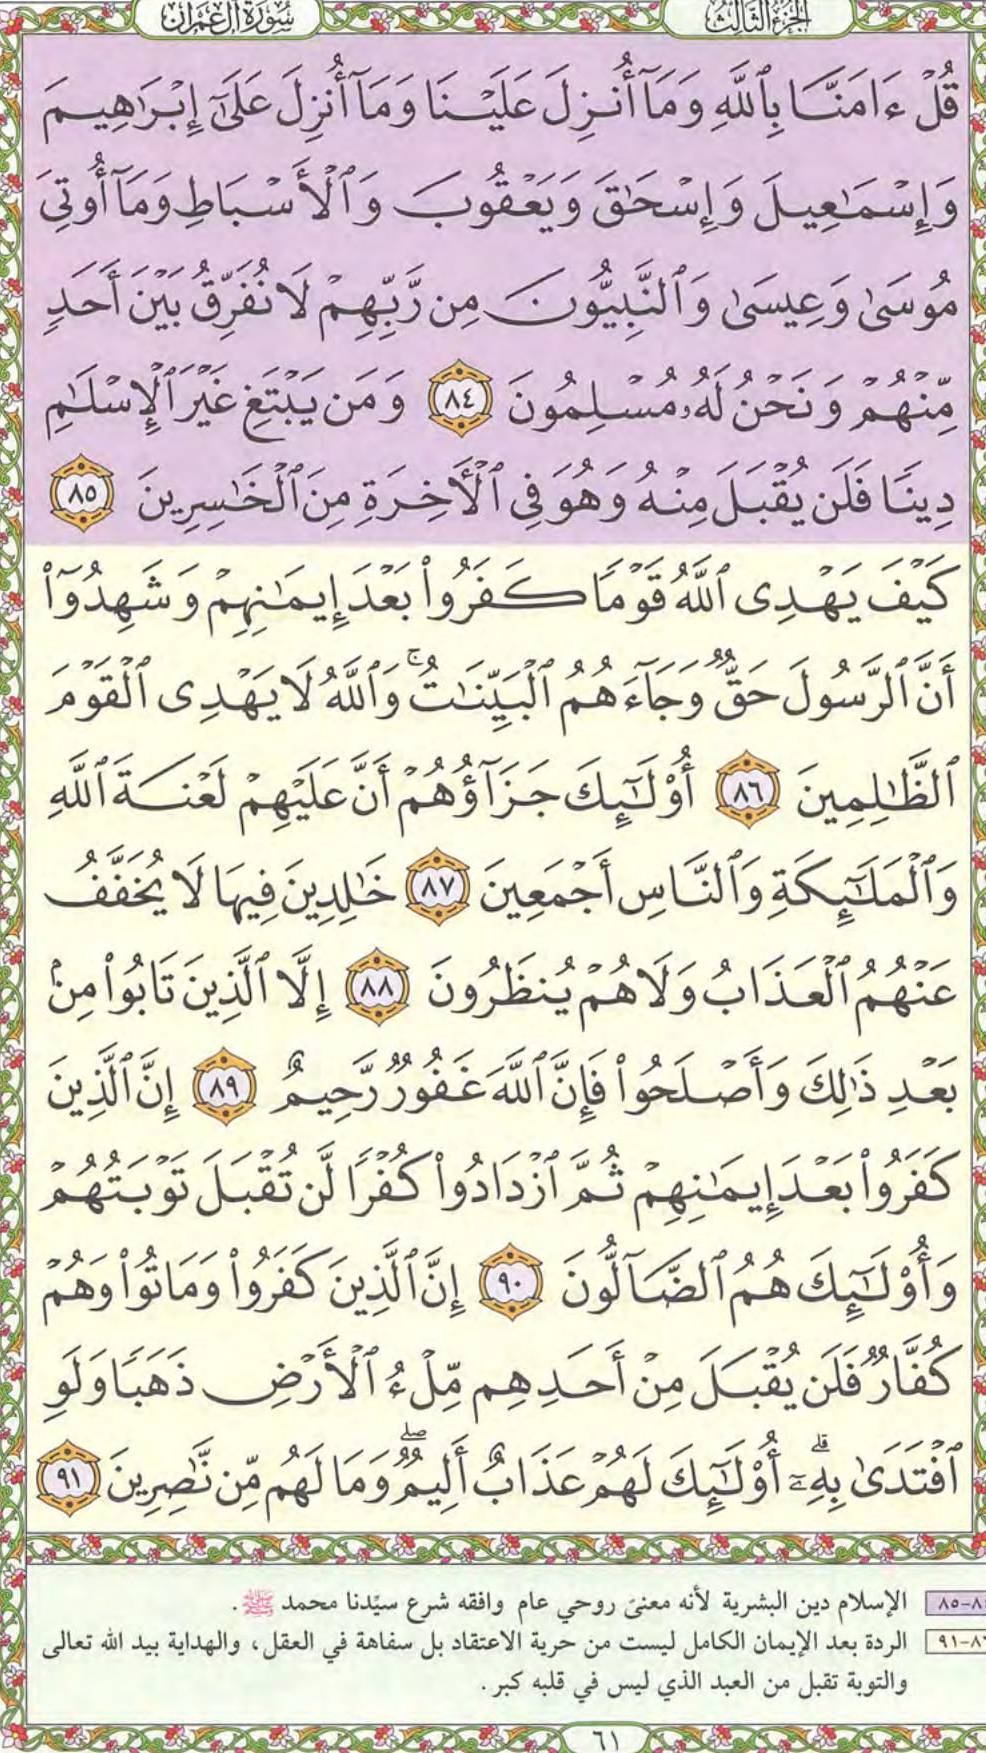 الجزء الثالث
سورة آل عمران
قُلْ ءَامَنَّا بِٱللَّهِ وَمَآ أُنزِلَ عَلَيْنَا وَمَآ أُنزِلَ عَلَىٰٓ إِبْرَٰهِيمَ
وَإِسْمَٰعِيلَ وَإِسْحَٰقَ وَيَعْقُوبَ وَٱلْأَسْبَاطِ وَمَآ أُوتِىَ
مُوسَىٰ وَعِيسَىٰ وَٱلنَّبِيُّونَ مِن رَّبِّهِمْ لَا نُفَرِّقُ بَيْنَ أَحَدٍ
مِّنْهُمْ وَنَحْنُ لَهُۥ مُسْلِمُونَ ٨٤ وَمَن يَبْتَغِ غَيْرَ ٱلْإِسْلَٰمِ
دِينًا فَلَن يُقْبَلَ مِنْهُ وَهُوَ فِى ٱلْأَخِرَةِ مِنَ ٱلْخَٰسِرِينَ ٨٥
كَيْفَ يَهْدِى ٱللَّهُ قَوْمًا كَفَرُوا۟ بَعْدَ إِيمَٰنِهِمْ وَشَهِدُوٓا۟
أَنَّ ٱلرَّسُولَ حَقٌّ وَجَآءَهُمُ ٱلْبَيِّنَٰتُ ۚ وَٱللَّهُ لَا يَهْدِى ٱلْقَوْمَ
ٱلظَّٰلِمِينَ ٨٦ أُو۟لَٰٓئِكَ جَزَآؤُهُمْ أَنَّ عَلَيْهِمْ لَعْنَةَ ٱللَّهِ
وَٱلْمَلَٰٓئِكَةِ وَٱلنَّاسِ أَجْمَعِينَ ٨٧ خَٰلِدِينَ فِيهَا لَا يُخَفَّفُ
عَنْهُمُ ٱلْعَذَابُ وَلَا هُمْ يُنظَرُونَ ٨٨ إِلَّا ٱلَّذِينَ تَابُوا۟ مِنۢ
بَعْدِ ذَٰلِكَ وَأَصْلَحُوا۟ فَإِنَّ ٱللَّهَ غَفُورٌ رَّحِيمٌ ٨٩ إِنَّ ٱلَّذِينَ
كَفَرُوا۟ بَعْدَ إِيمَٰنِهِمْ ثُمَّ ٱزْدَادُوا۟ كُفْرًا لَّن تُقْبَلَ تَوْبَتُهُمْ
وَأُو۟لَٰٓئِكَ هُمُ ٱلضَّآلُّونَ ٩٠ إِنَّ ٱلَّذِينَ كَفَرُوا۟ وَمَاتُوا۟ وَهُمْ
كُفَّارٌ فَلَن يُقْبَلَ مِنْ أَحَدِهِم مِّلْءُ ٱلْأَرْضِ ذَهَبًا وَلَوِ
ٱفْتَدَىٰ بِهِۦٓ ۗ أُو۟لَٰٓئِكَ لَهُمْ عَذَابٌ أَلِيمٌ ۖ وَمَا لَهُم مِّن نَّٰصِرِينَ ٩١
الإسلام دين البشرية لأنه معنىً روحي عام وافقه شرع سيّدنا محمد ﷺ.
الردة بعد الإيمان الكامل ليست من حرية الاعتقاد بل سفاهة في العقل، والهداية بيد الله تعالى
والتوبة تقبل من العبد الذي ليس في قلبه كبر.
٦١